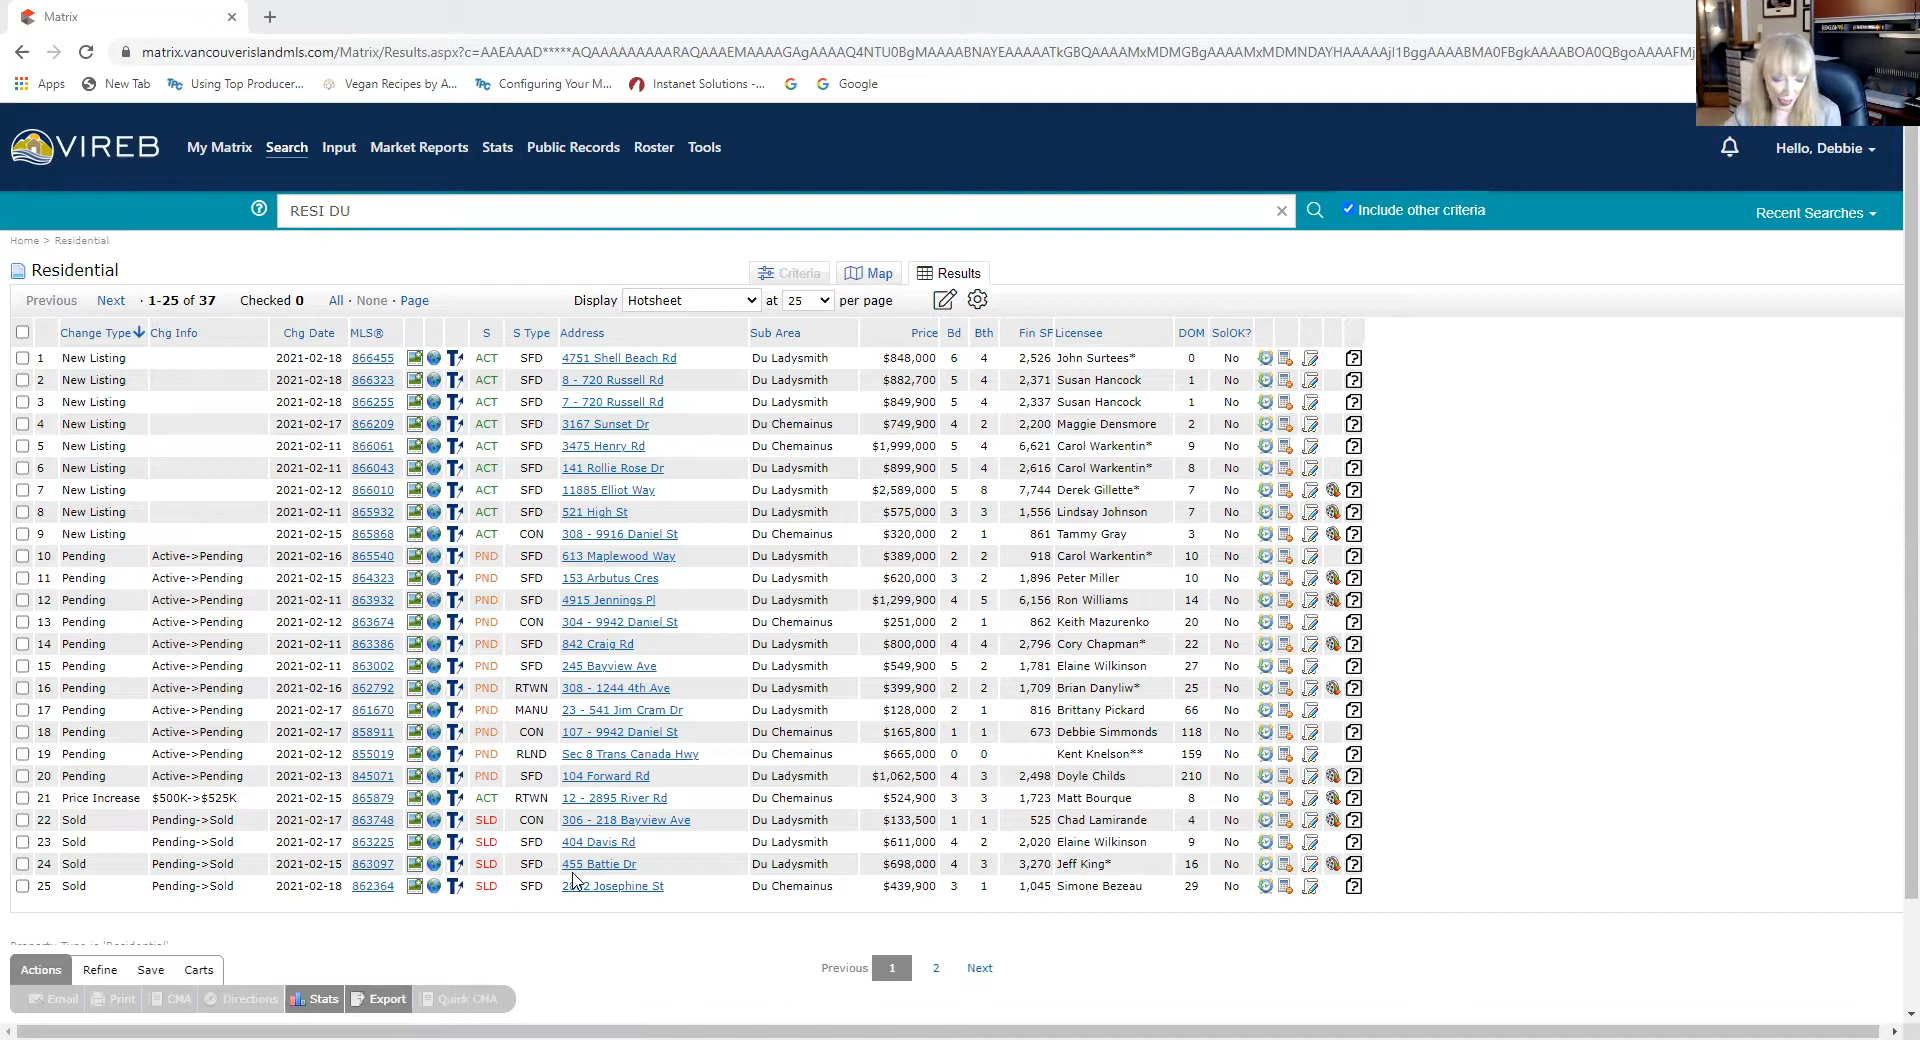 Matrix
matrix.vancouverislandmls.com/Matrix/Results.aspx?c=AAEAAAD*****AQAAAAAAAAARAQAAAEMAAAAGAgAAAAQ4NTU0BgMAAAABNAYEAAAAATkGBQAAAAMxMDMGBgAAAAMxMDMNDAYHAAAAAjI1BggAAAABMA0FBgkAAAABOA0QBgoAAAAFMj
Apps New Tab Using Top Producer... Vegan Recipes by A... Configuring Your M... Instanet Solutions -... Google
VIREB My Matrix Search Input Market Reports Stats Public Records Roster Tools Hello, Debbie
RESI DU Include other criteria Recent Searches
Home > Residential
Residential Criteria Map Results
Previous Next · 1-25 of 37 Checked 0 All · None · Page Display Hotsheet at 25 per page
Change Type Chg Info Chg Date MLS® S S Type Address Sub Area Price Bd Bth Fin SF Licensee DOM SolOK?
1 New Listing 2021-02-18 866455 ACT SFD 4751 Shell Beach Rd Du Ladysmith $848,000 6 4 2,526 John Surtees* 0 No
2 New Listing 2021-02-18 866323 ACT SFD 8 - 720 Russell Rd Du Ladysmith $882,700 5 4 2,371 Susan Hancock 1 No
3 New Listing 2021-02-18 866255 ACT SFD 7 - 720 Russell Rd Du Ladysmith $849,900 5 4 2,337 Susan Hancock 1 No
4 New Listing 2021-02-17 866209 ACT SFD 3167 Sunset Dr Du Chemainus $749,900 4 2 2,200 Maggie Densmore 2 No
5 New Listing 2021-02-11 866061 ACT SFD 3475 Henry Rd Du Chemainus $1,999,000 5 4 6,621 Carol Warkentin* 9 No
6 New Listing 2021-02-11 866043 ACT SFD 141 Rollie Rose Dr Du Ladysmith $899,900 5 4 2,616 Carol Warkentin* 8 No
7 New Listing 2021-02-12 866010 ACT SFD 11885 Elliot Way Du Ladysmith $2,589,000 5 8 7,744 Derek Gillette* 7 No
8 New Listing 2021-02-11 865932 ACT SFD 521 High St Du Ladysmith $575,000 3 3 1,556 Lindsay Johnson 7 No
9 New Listing 2021-02-15 865868 ACT CON 308 - 9916 Daniel St Du Chemainus $320,000 2 1 861 Tammy Gray 3 No
10 Pending Active->Pending 2021-02-16 865540 PND SFD 613 Maplewood Way Du Ladysmith $389,000 2 2 918 Carol Warkentin* 10 No
11 Pending Active->Pending 2021-02-15 864323 PND SFD 153 Arbutus Cres Du Ladysmith $620,000 3 2 1,896 Peter Miller 10 No
12 Pending Active->Pending 2021-02-11 863932 PND SFD 4915 Jennings Pl Du Ladysmith $1,299,900 4 5 6,156 Ron Williams 14 No
13 Pending Active->Pending 2021-02-12 863674 PND CON 304 - 9942 Daniel St Du Chemainus $251,000 2 1 862 Keith Mazurenko 20 No
14 Pending Active->Pending 2021-02-11 863386 PND SFD 842 Craig Rd Du Ladysmith $800,000 4 4 2,796 Cory Chapman* 22 No
15 Pending Active->Pending 2021-02-11 863002 PND SFD 245 Bayview Ave Du Ladysmith $549,900 5 2 1,781 Elaine Wilkinson 27 No
16 Pending Active->Pending 2021-02-16 862792 PND RTWN 308 - 1244 4th Ave Du Ladysmith $399,900 2 2 1,709 Brian Danyliw* 25 No
17 Pending Active->Pending 2021-02-17 861670 PND MANU 23 - 541 Jim Cram Dr Du Ladysmith $128,000 2 1 816 Brittany Pickard 66 No
18 Pending Active->Pending 2021-02-17 858911 PND CON 107 - 9942 Daniel St Du Chemainus $165,800 1 1 673 Debbie Simmonds 118 No
19 Pending Active->Pending 2021-02-12 855019 PND RLND Sec 8 Trans Canada Hwy Du Chemainus $665,000 0 0 Kent Knelson** 159 No
20 Pending Active->Pending 2021-02-13 845071 PND SFD 104 Forward Rd Du Ladysmith $1,062,500 4 3 2,498 Doyle Childs 210 No
21 Price Increase $500K->$525K 2021-02-15 865879 ACT RTWN 12 - 2895 River Rd Du Chemainus $524,900 3 3 1,723 Matt Bourque 8 No
22 Sold Pending->Sold 2021-02-17 863748 SLD CON 306 - 218 Bayview Ave Du Ladysmith $133,500 1 1 525 Chad Lamirande 4 No
23 Sold Pending->Sold 2021-02-17 863225 SLD SFD 404 Davis Rd Du Ladysmith $611,000 4 2 2,020 Elaine Wilkinson 9 No
24 Sold Pending->Sold 2021-02-15 863097 SLD SFD 455 Battie Dr Du Ladysmith $698,000 4 3 3,270 Jeff King* 16 No
25 Sold Pending->Sold 2021-02-18 862364 SLD SFD Josephine St Du Chemainus $439,900 3 1 1,045 Simone Bezeau 29 No
Property Type is 'Residential'
Actions Refine Save Carts Previous 1 2 Next
Email Print CMA Directions Stats Export Quick CMA